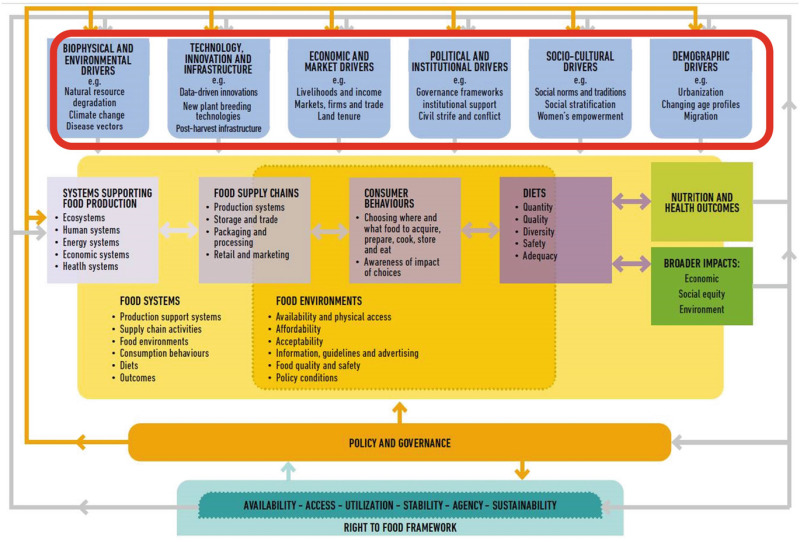 BIOPHYSICAL AND
ENVIRONMENTAL
DRIVERS
e.g.
Natural resource
degradation
Climate change
Disease vectors
TECHNOLOGY,
INNOVATION AND
INFRASTRUCTURE
e.g.
Data-driven innovations
New plant breeding
technologies
Post-harvest infrastructure
ECONOMIC AND
MARKET DRIVERS
e.g.
Livelihoods and income
Markets, firms and trade
Land tenure
POLITICAL AND
INSTITUTIONAL DRIVERS
e.g.
Governance frameworks
institutional support
Civil strife and conflict
SOCIO-CULTURAL
DRIVERS
e.g.
Social norms and traditions
Social stratification
Women's empowerment
DEMOGRAPHIC
DRIVERS
e.g.
Urbanization
Changing age profiles
Migration
SYSTEMS SUPPORTING
FOOD PRODUCTION
• Ecosystems
• Human systems
• Energy systems
• Economic systems
• Health systems
FOOD SUPPLY CHAINS
• Production systems
• Storage and trade
• Packaging and
processing
• Retail and marketing
CONSUMER
BEHAVIOURS
• Choosing where and
what food to acquire,
prepare, cook, store
and eat
• Awareness of impact
of choices
DIETS
• Quantity
• Quality
• Diversity
• Safety
• Adequacy
NUTRITION AND
HEALTH OUTCOMES
BROADER IMPACTS:
Economic
Social equity
Environment
FOOD SYSTEMS
• Production support systems
• Supply chain activities
• Food environments
• Consumption behaviours
• Diets
• Outcomes
FOOD ENVIRONMENTS
• Availability and physical access
• Affordability
• Acceptability
• Information, guidelines and advertising
• Food quality and safety
• Policy conditions
POLICY AND GOVERNANCE
AVAILABILITY – ACCESS – UTILIZATION – STABILITY – AGENCY – SUSTAINABILITY
RIGHT TO FOOD FRAMEWORK